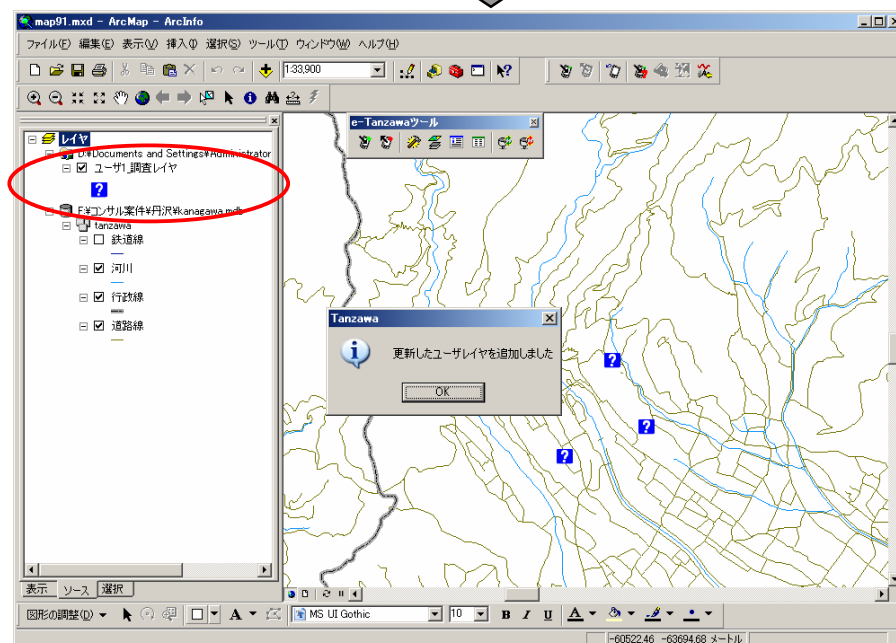 map91.mxd - ArcMap - ArcInfo
ファイル(F) 編集(E) 表示(V) 挿入(I) 選択(S) ツール(T) ウィンドウ(W) ヘルプ(H)
1:33,900
e-Tanzawaツール
レイヤ
D:¥Documents and Settings¥Administrator
ユーザ1_調査レイヤ
?
F:¥コンサル案件¥丹沢¥kanagawa.mdb
tanzawa
鉄道線
河川
行政線
道路線
Tanzawa
更新したユーザレイヤを追加しました
OK
?
?
?
表示 ソース 選択
図形の調整(D) A MS UI Gothic 10 B I U A
-60522.46 -63694.68 メートル